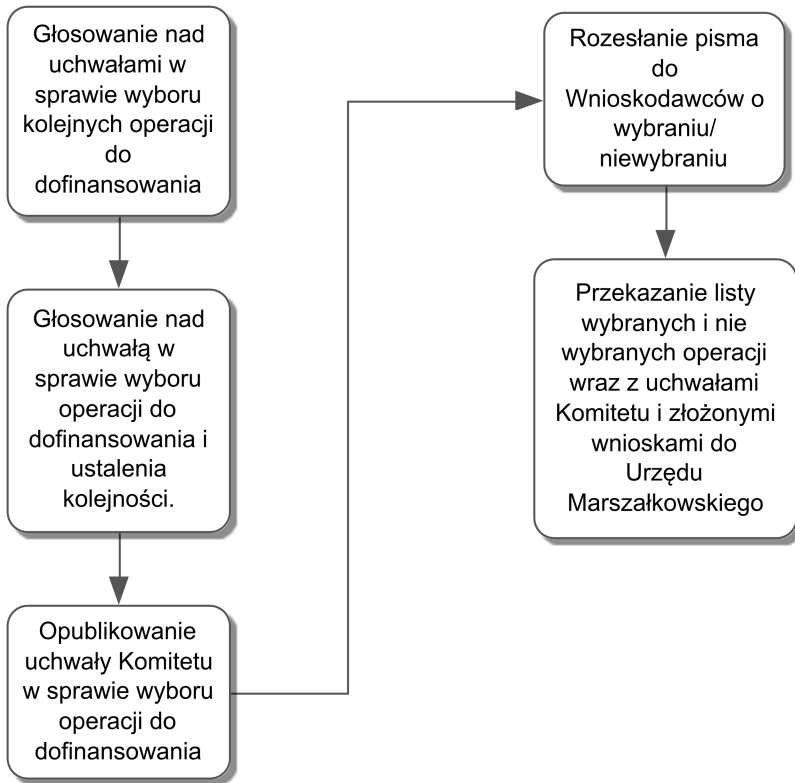 Głosowanie nad
uchwałami w
sprawie wyboru
kolejnych operacji
do
dofinansowania
Głosowanie nad
uchwałą w
sprawie wyboru
operacji do
dofinansowania i
ustalenia
kolejności.
Opublikowanie
uchwały Komitetu
w sprawie wyboru
operacji do
dofinansowania
Rozesłanie pisma
do
Wnioskodawców o
wybraniu/
niewybraniu
Przekazanie listy
wybranych i nie
wybranych operacji
wraz z uchwałami
Komitetu i złożonymi
wnioskami do
Urzędu
Marszałkowskiego